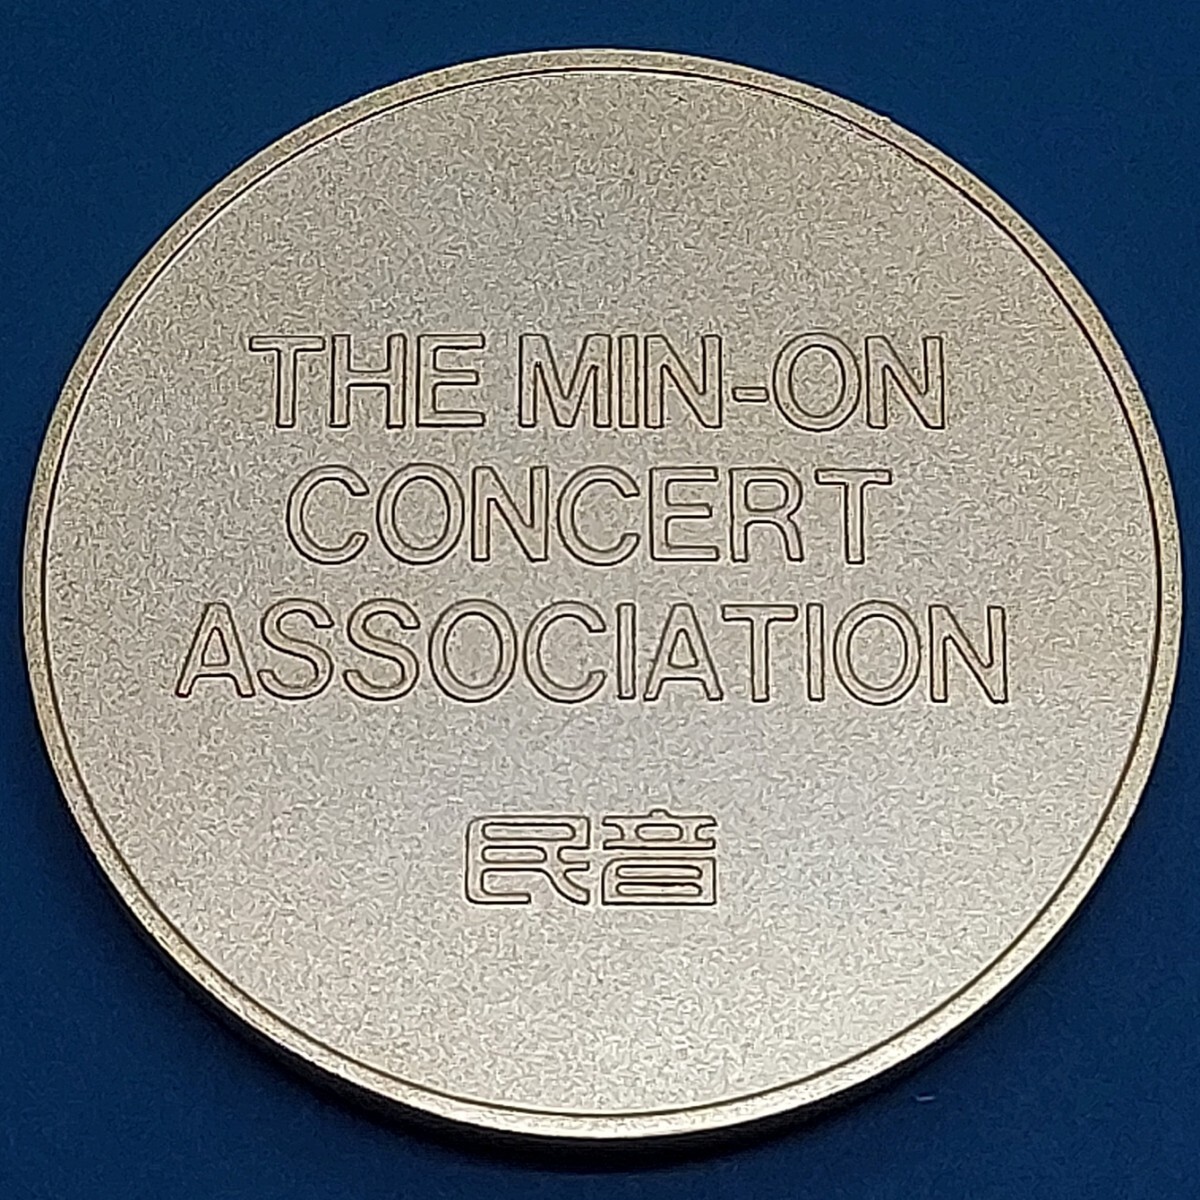 THE MIN-ON
CONCERT
ASSOCIATION
民音